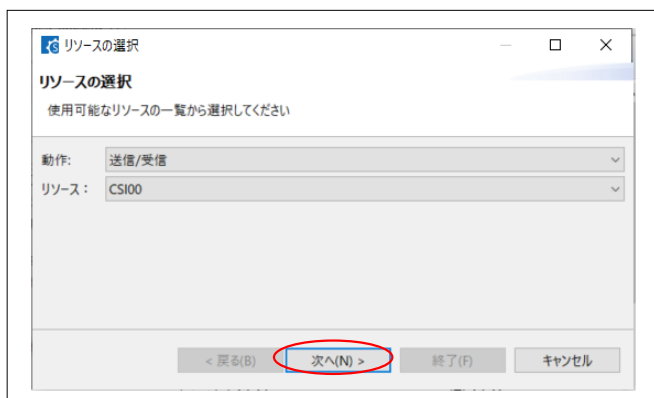 リソースの選択
リソースの選択
使用可能なリソースの一覧から選択してください
動作: 送信/受信
リソース: CSI00
< 戻る(B) 次へ(N) > 終了(F) キャンセル